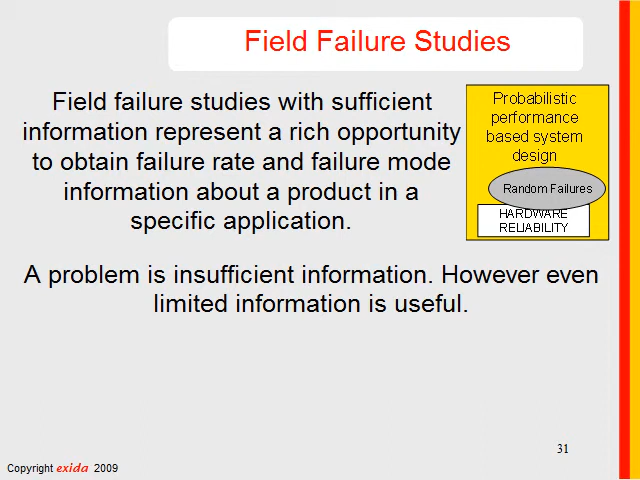 Field Failure Studies
Field failure studies with sufficient
information represent a rich opportunity
to obtain failure rate and failure mode
information about a product in a
specific application.
Probabilistic
performance
based system
design
Random Failures
HARDWARE
RELIABILITY
A problem is insufficient information. However even
limited information is useful.
31
Copyright exida 2009